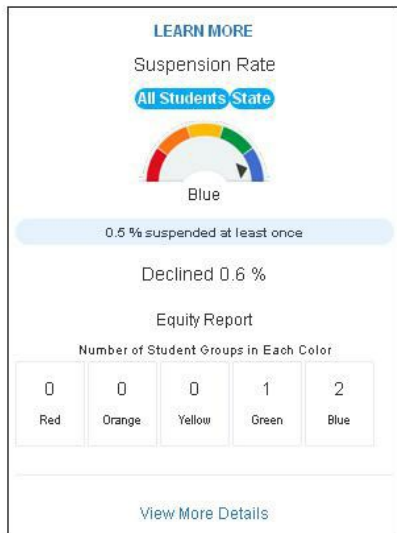 LEARN MORE
Suspension Rate
All Students State
Blue
0.5 % suspended at least once
Declined 0.6 %
Equity Report
Number of Student Groups in Each Color
0 0 0 1 2
Red Orange Yellow Green Blue
View More Details